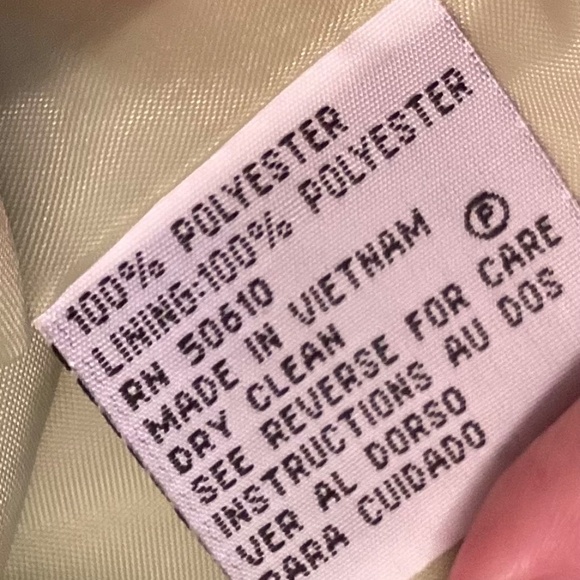 100% POLYESTER
LINING:100% POLYESTER
RN 50610
MADE IN VIETNAM
DRY CLEAN Ⓟ
SEE REVERSE FOR CARE
INSTRUCTIONS AU DOS
VER AL DORSO
PARA CUIDADO